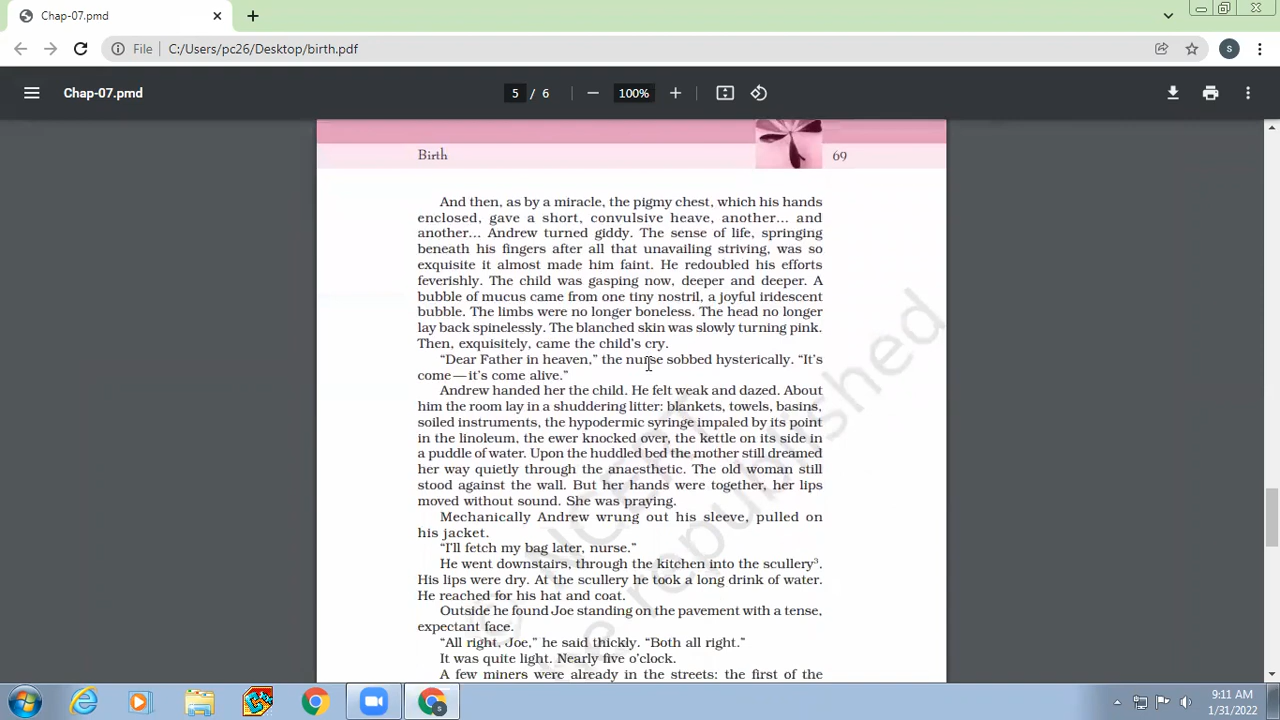 Chap-07.pmd
File
C:/Users/pc26/Desktop/birth.pdf
S
Chap-07.pmd
5 / 6
100%
Birth
69
And then, as by a miracle, the pigmy chest, which his hands
enclosed, gave a short, convulsive heave, another... and
another... Andrew turned giddy. The sense of life, springing
beneath his fingers after all that unavailing striving, was so
exquisite it almost made him faint. He redoubled his efforts
feverishly. The child was gasping now, deeper and deeper. A
bubble of mucus came from one tiny nostril, a joyful iridescent
bubble. The limbs were no longer boneless. The head no longer
lay back spinelessly. The blanched skin was slowly turning pink.
Then, exquisitely, came the child's cry.
“Dear Father in heaven,” the nurse sobbed hysterically. “It's
come—it's come alive.”
Andrew handed her the child. He felt weak and dazed. About
him the room lay in a shuddering litter: blankets, towels, basins,
soiled instruments, the hypodermic syringe impaled by its point
in the linoleum, the ewer knocked over, the kettle on its side in
a puddle of water. Upon the huddled bed the mother still dreamed
her way quietly through the anaesthetic. The old woman still
stood against the wall. But her hands were together, her lips
moved without sound. She was praying.
Mechanically Andrew wrung out his sleeve, pulled on
his jacket.
“I'll fetch my bag later, nurse.”
He went downstairs, through the kitchen into the scullery³.
His lips were dry. At the scullery he took a long drink of water.
He reached for his hat and coat.
Outside he found Joe standing on the pavement with a tense,
expectant face.
“All right, Joe,” he said thickly. “Both all right.”
It was quite light. Nearly five o'clock.
A few miners were already in the streets: the first of the
© NCERT
be republished
9:11 AM
1/31/2022